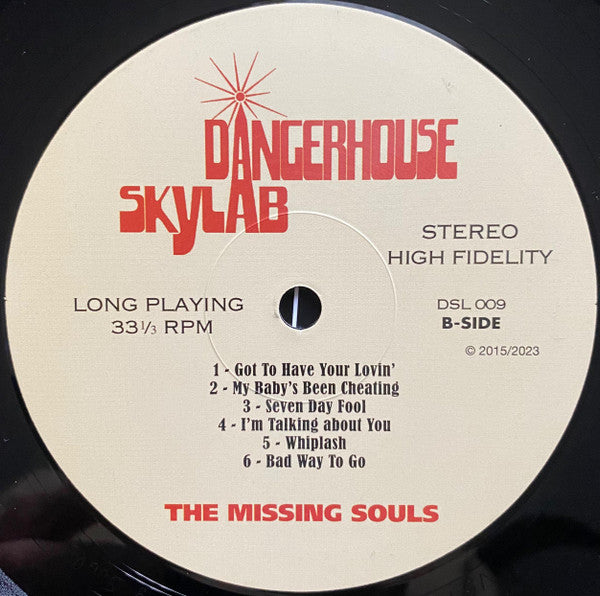 DANGERHOUSE
SKYLAB
STEREO
HIGH FIDELITY
LONG PLAYING
33 1/3 RPM
DSL 009
B-SIDE
© 2015/2023
1 - Got To Have Your Lovin'
2 - My Baby's Been Cheating
3 - Seven Day Fool
4 - I'm Talking about You
5 - Whiplash
6 - Bad Way To Go
THE MISSING SOULS